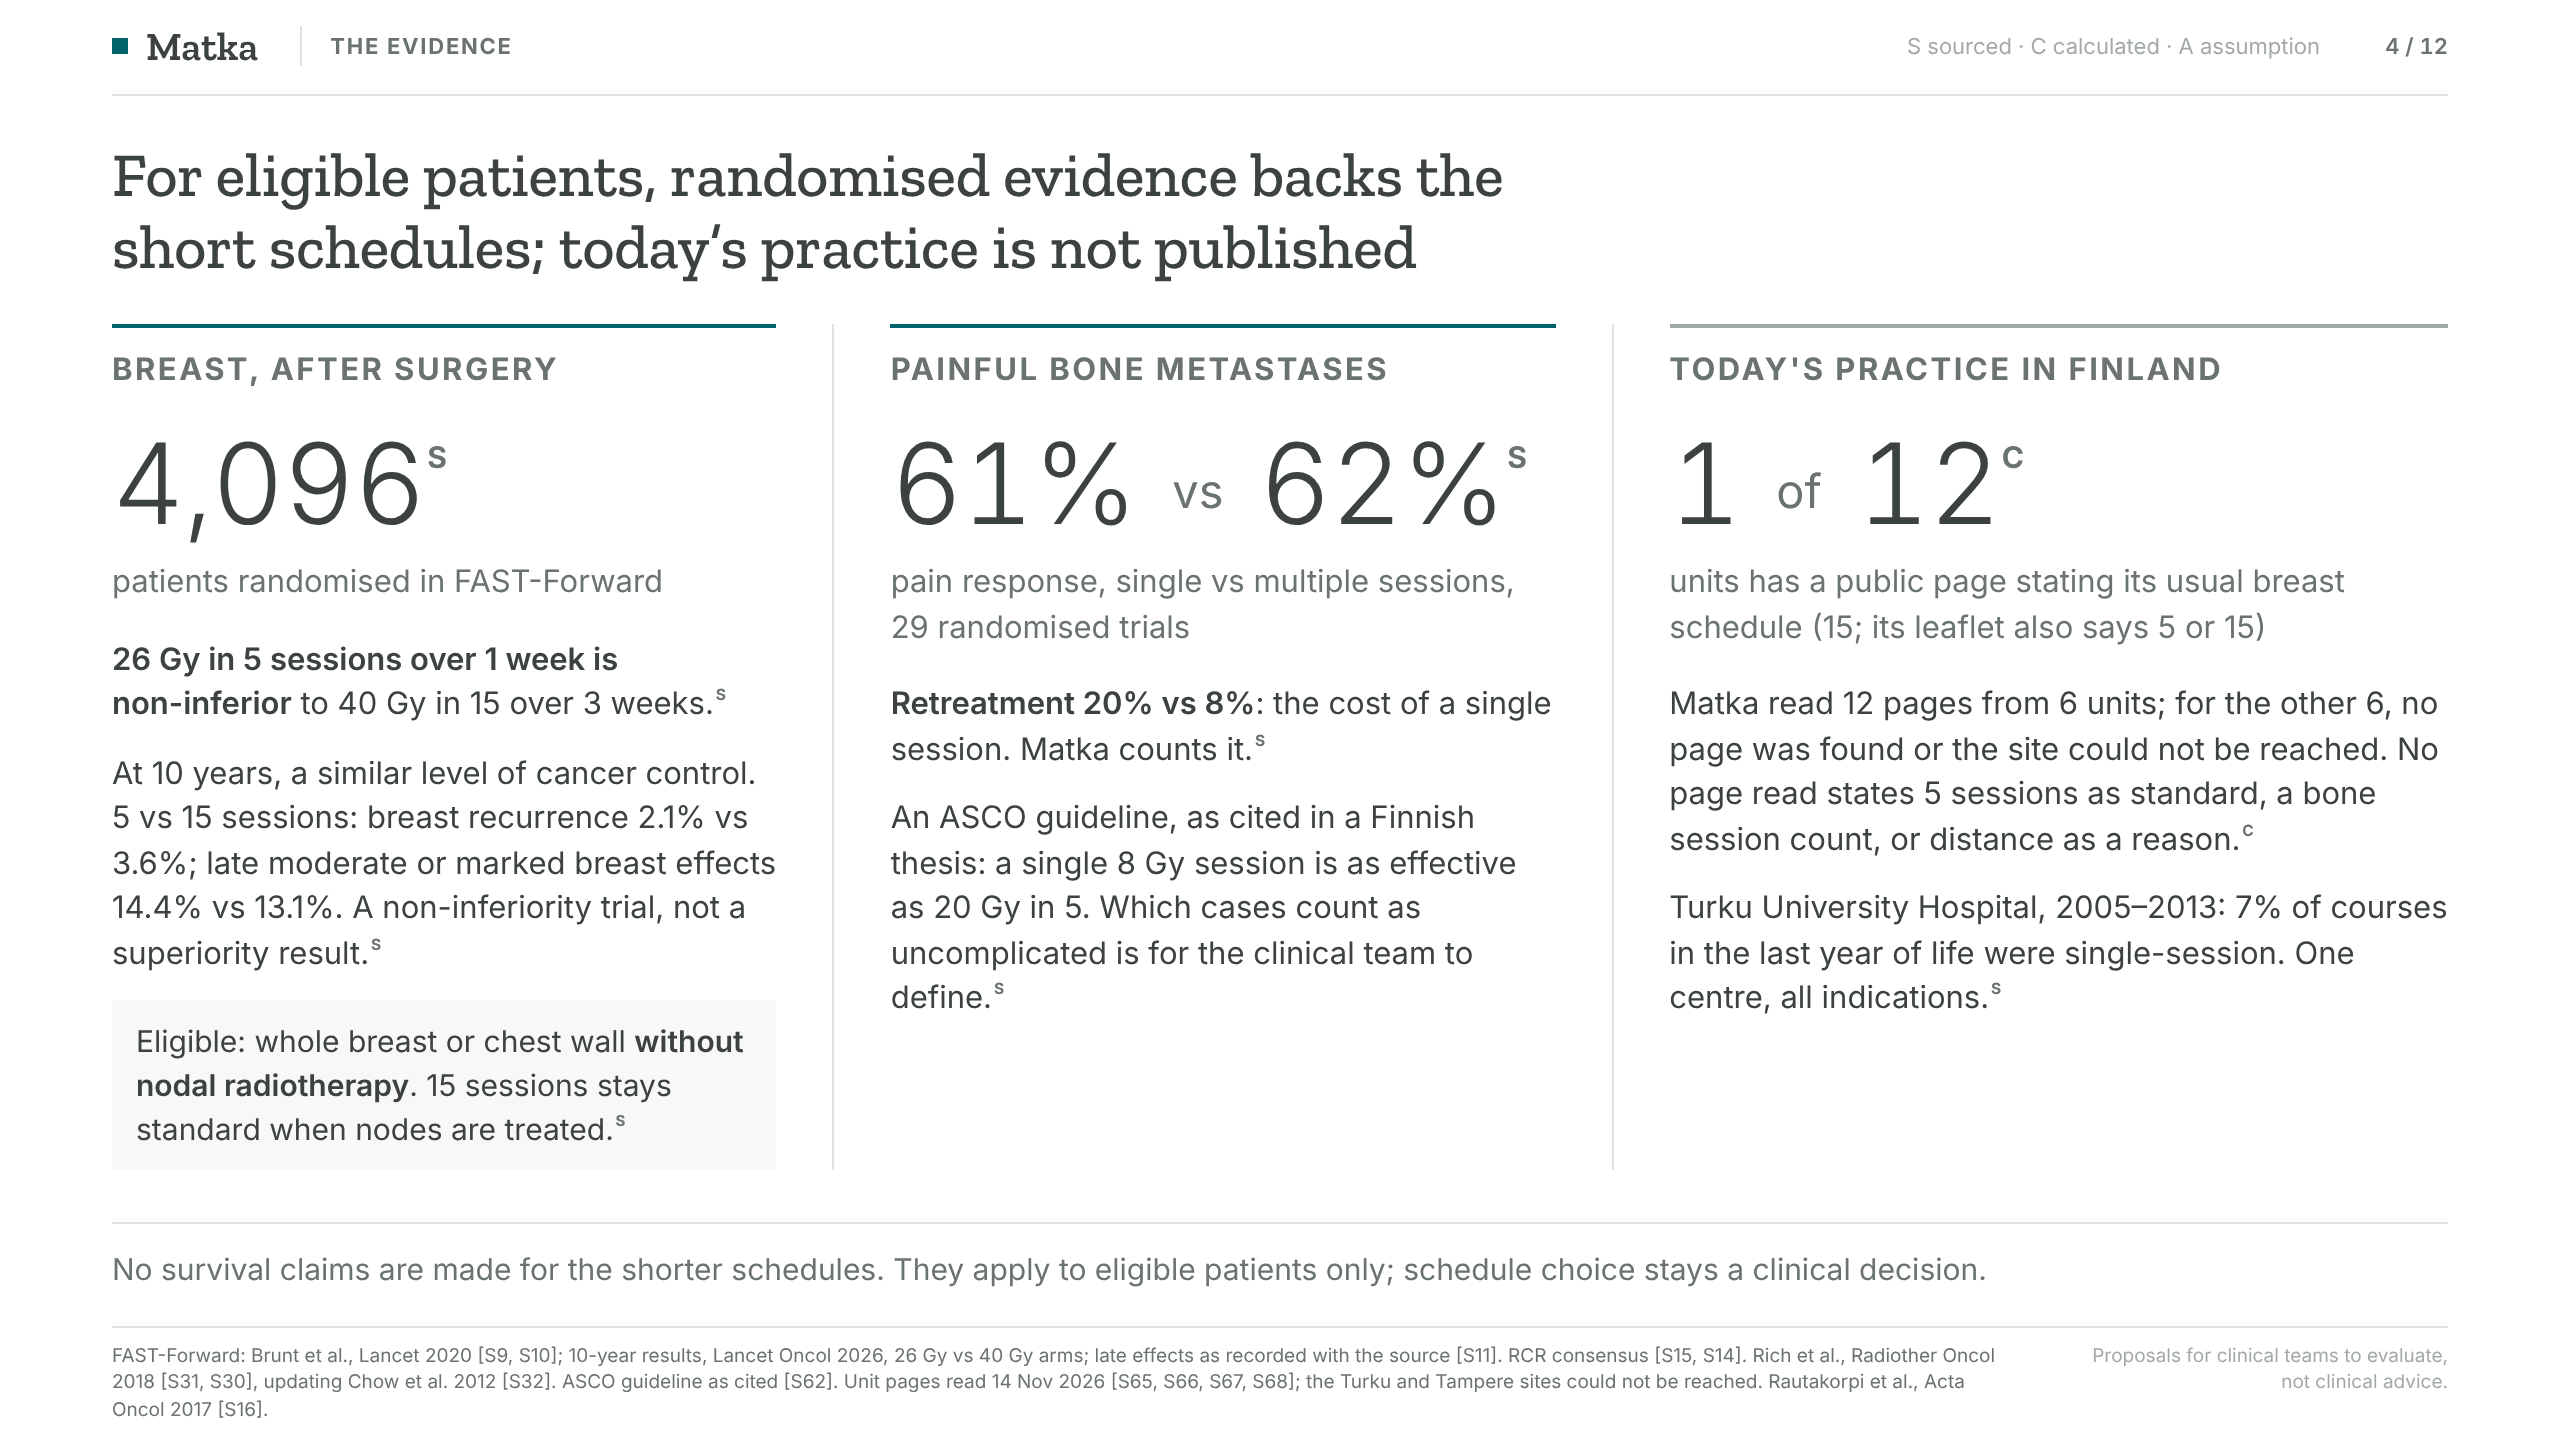 Matka
THE EVIDENCE
S sourced · C calculated · A assumption
4 / 12
For eligible patients, randomised evidence backs the
short schedules; today's practice is not published
BREAST, AFTER SURGERY
4,096 S
patients randomised in FAST-Forward
26 Gy in 5 sessions over 1 week is
non-inferior to 40 Gy in 15 over 3 weeks. S
At 10 years, a similar level of cancer control.
5 vs 15 sessions: breast recurrence 2.1% vs
3.6%; late moderate or marked breast effects
14.4% vs 13.1%. A non-inferiority trial, not a
superiority result. S
Eligible: whole breast or chest wall without
nodal radiotherapy. 15 sessions stays
standard when nodes are treated. S
PAINFUL BONE METASTASES
61% vs 62% S
pain response, single vs multiple sessions,
29 randomised trials
Retreatment 20% vs 8%: the cost of a single
session. Matka counts it. S
An ASCO guideline, as cited in a Finnish
thesis: a single 8 Gy session is as effective
as 20 Gy in 5. Which cases count as
uncomplicated is for the clinical team to
define. S
TODAY'S PRACTICE IN FINLAND
1 of 12 C
units has a public page stating its usual breast
schedule (15; its leaflet also says 5 or 15)
Matka read 12 pages from 6 units; for the other 6, no
page was found or the site could not be reached. No
page read states 5 sessions as standard, a bone
session count, or distance as a reason. C
Turku University Hospital, 2005–2013: 7% of courses
in the last year of life were single-session. One
centre, all indications. S
No survival claims are made for the shorter schedules. They apply to eligible patients only; schedule choice stays a clinical decision.
FAST-Forward: Brunt et al., Lancet 2020 [S9, S10]; 10-year results, Lancet Oncol 2026, 26 Gy vs 40 Gy arms; late effects as recorded with the source [S11]. RCR consensus [S15, S14]. Rich et al., Radiother Oncol
2018 [S31, S30], updating Chow et al. 2012 [S32]. ASCO guideline as cited [S62]. Unit pages read 14 Nov 2026 [S65, S66, S67, S68]; the Turku and Tampere sites could not be reached. Rautakorpi et al., Acta
Oncol 2017 [S16].
Proposals for clinical teams to evaluate,
not clinical advice.